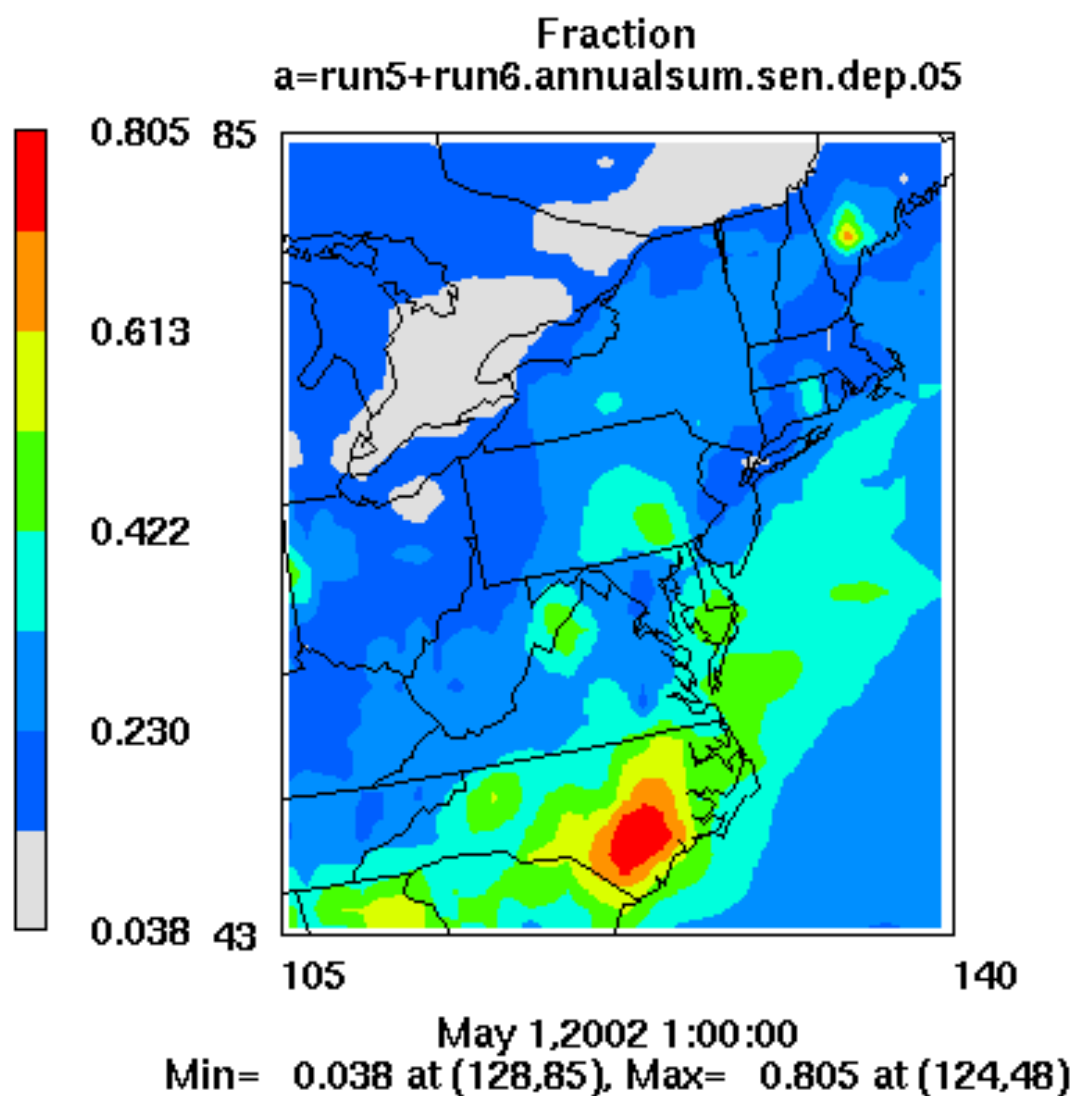 Fraction
a=run5+run6.annualsum.sen.dep.05
0.805
85
0.613
0.422
0.230
0.038
43
105
140
May 1,2002 1:00:00
Min= 0.038 at (128,85), Max= 0.805 at (124,48)